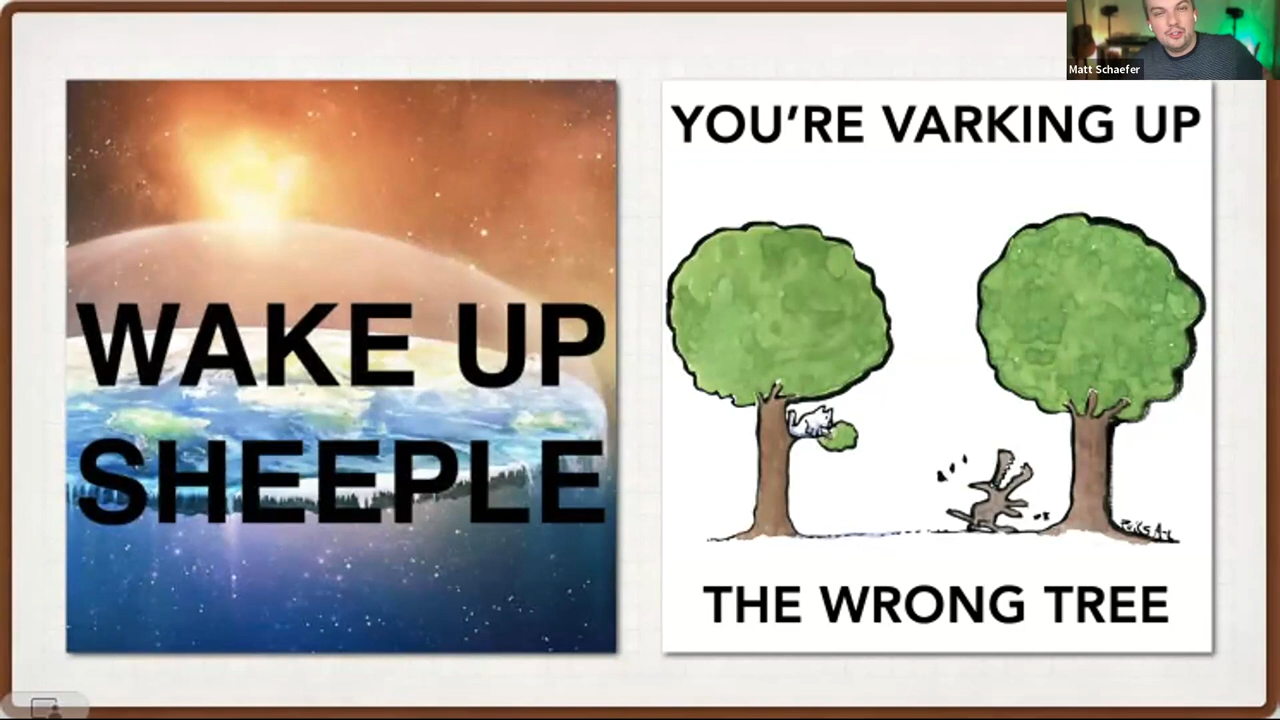 Matt Schaefer
WAKE UP
SHEEPLE
YOU'RE VARKING UP
THE WRONG TREE